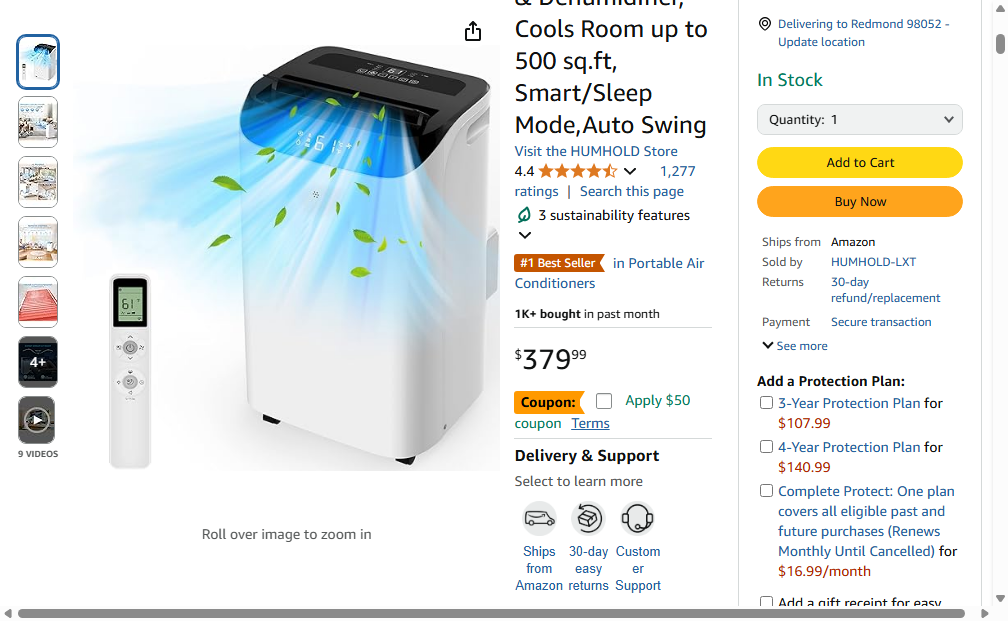 & Dehumidifier,
Cools Room up to
500 sq.ft,
Smart/Sleep
Mode,Auto Swing
Visit the HUMHOLD Store
4.4 1,277
ratings | Search this page
3 sustainability features
#1 Best Seller in Portable Air
Conditioners
1K+ bought in past month
$379.99
Coupon: Apply $50
coupon Terms
Delivery & Support
Select to learn more
Ships
from
Amazon
30-day
easy
returns
Custom
er
Support
61
61
4+
9 VIDEOS
Roll over image to zoom in
Delivering to Redmond 98052 -
Update location
In Stock
Quantity: 1
Add to Cart
Buy Now
Ships from Amazon
Sold by HUMHOLD-LXT
Returns 30-day
refund/replacement
Payment Secure transaction
See more
Add a Protection Plan:
3-Year Protection Plan for
$107.99
4-Year Protection Plan for
$140.99
Complete Protect: One plan
covers all eligible past and
future purchases (Renews
Monthly Until Cancelled) for
$16.99/month
Add a gift receipt for easy